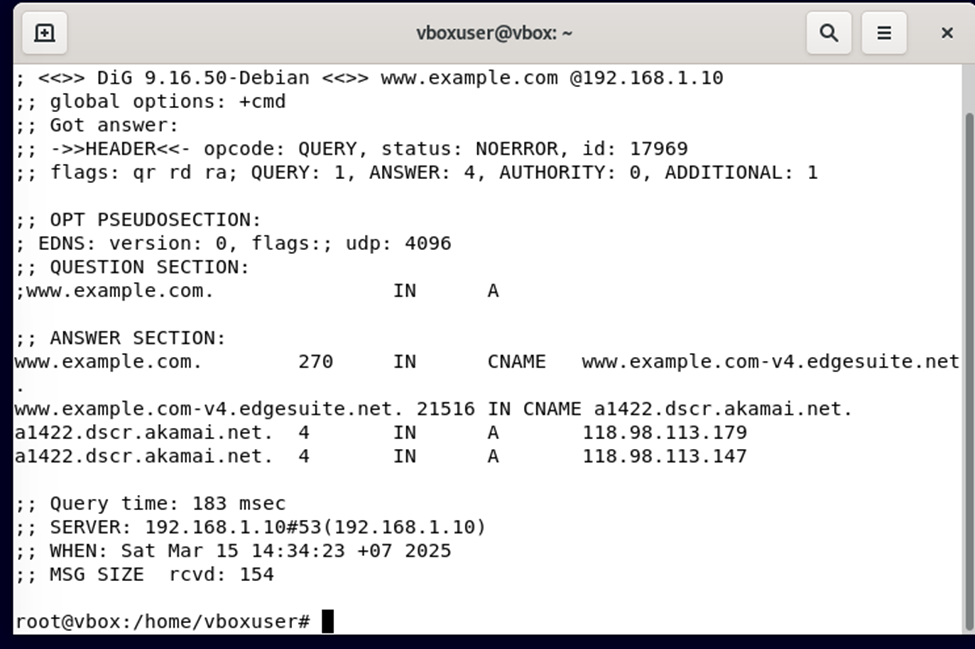 vboxuser@vbox: ~
; <<>> DiG 9.16.50-Debian <<>> www.example.com @192.168.1.10
;; global options: +cmd
;; Got answer:
;; ->>HEADER<<- opcode: QUERY, status: NOERROR, id: 17969
;; flags: qr rd ra; QUERY: 1, ANSWER: 4, AUTHORITY: 0, ADDITIONAL: 1
;; OPT PSEUDOSECTION:
; EDNS: version: 0, flags:; udp: 4096
;; QUESTION SECTION:
;www.example.com. IN A
;; ANSWER SECTION:
www.example.com. 270 IN CNAME www.example.com-v4.edgesuite.net
.
www.example.com-v4.edgesuite.net. 21516 IN CNAME a1422.dscr.akamai.net.
a1422.dscr.akamai.net. 4 IN A 118.98.113.179
a1422.dscr.akamai.net. 4 IN A 118.98.113.147
;; Query time: 183 msec
;; SERVER: 192.168.1.10#53(192.168.1.10)
;; WHEN: Sat Mar 15 14:34:23 +07 2025
;; MSG SIZE  rcvd: 154
root@vbox:/home/vboxuser#